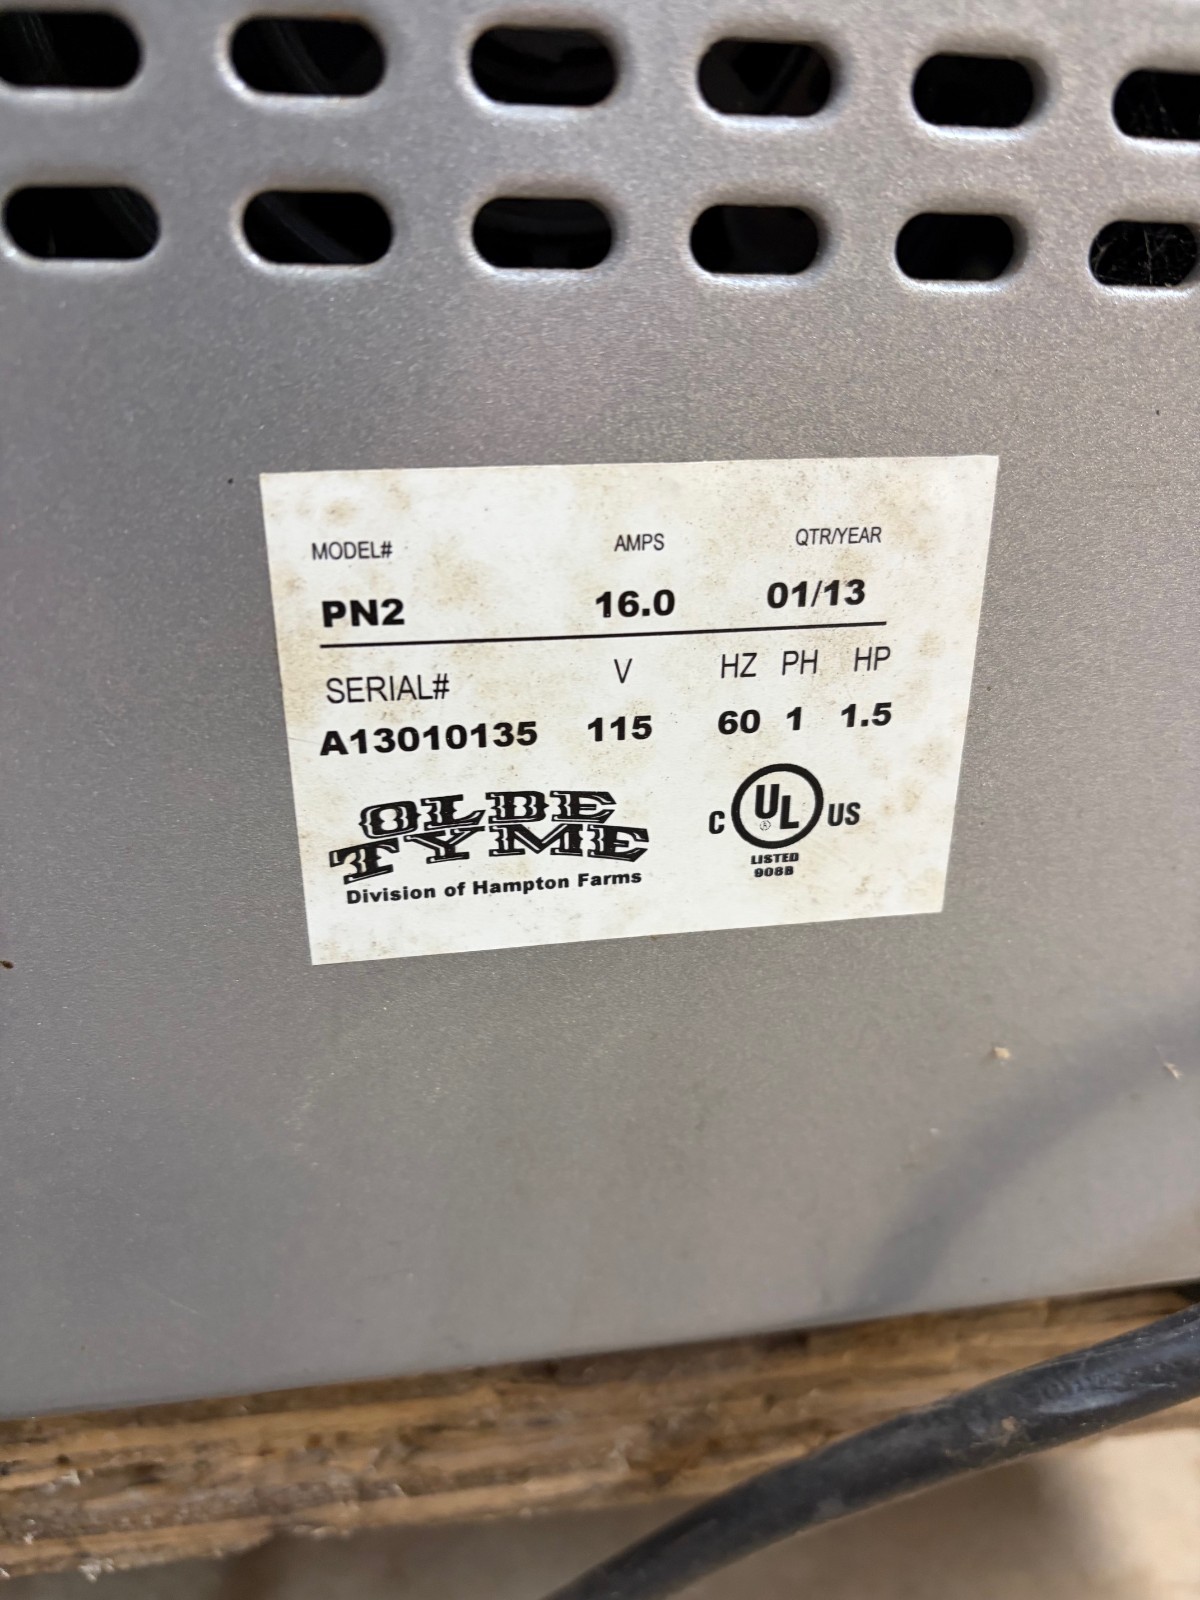 MODEL# AMPS QTR/YEAR
PN2 16.0 01/13
SERIAL# V HZ PH HP
A13010135 115 60 1 1.5
OLDE
TYME
Division of Hampton Farms
C UL US
LISTED
908B